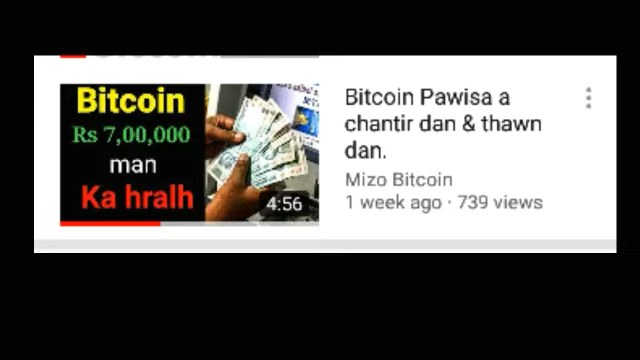 Bitcoin
Rs 7,00,000
man
Ka hralh
4:56
Bitcoin Pawisa a
chantir dan & thawn
dan.
Mizo Bitcoin
1 week ago · 739 views